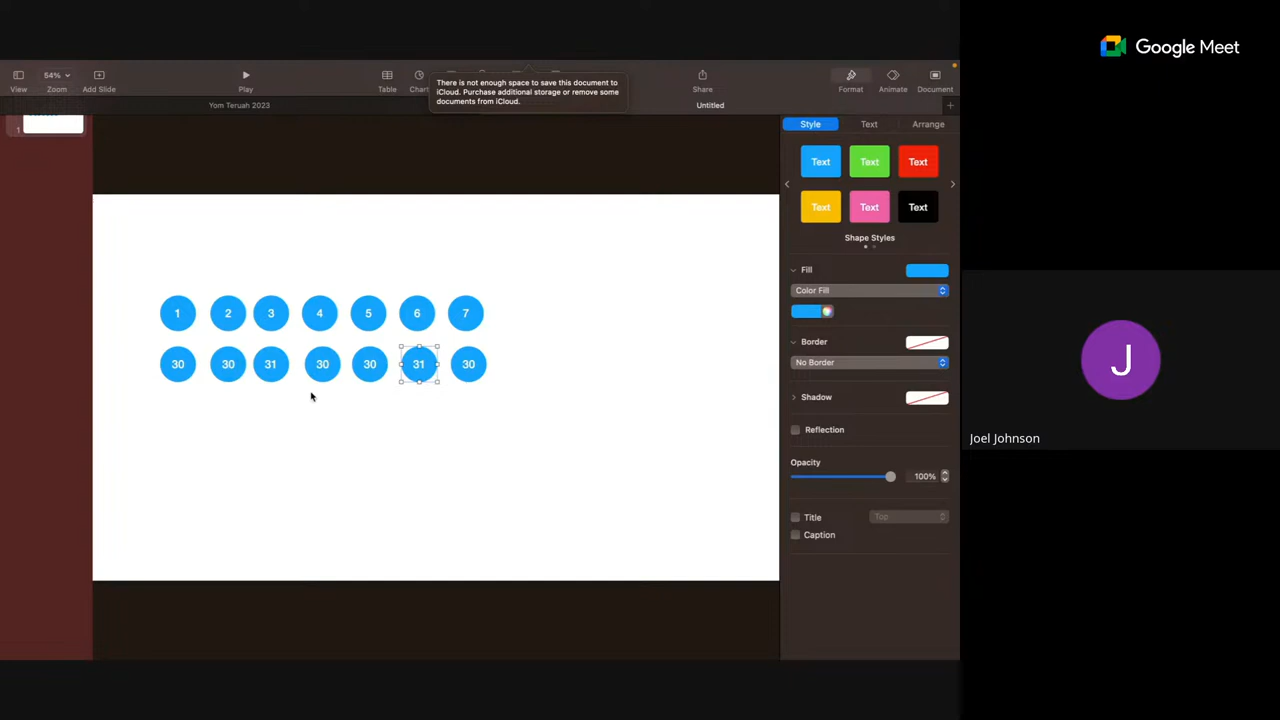 Google Meet
View
54%
Zoom
Add Slide
Play
Table
Chart
There is not enough space to save this document to
iCloud. Purchase additional storage or remove some
documents from iCloud.
Share
Format
Animate
Document
Yom Teruah 2023
Untitled
1
Style
Text
Arrange
Text
Text
Text
Text
Text
Text
Shape Styles
Fill
Color Fill
Border
No Border
Shadow
Reflection
Opacity
100%
Title
Top
Caption
1 2 3 4 5 6 7
30 30 31 30 30 31 30
J
Joel Johnson